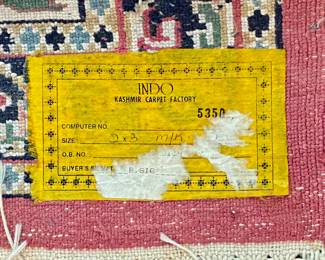 INDO
KASHMIR CARPET FACTORY
5350
COMPUTER NO.
SIZE: 2x3
O.B. NO.
BUYER'S